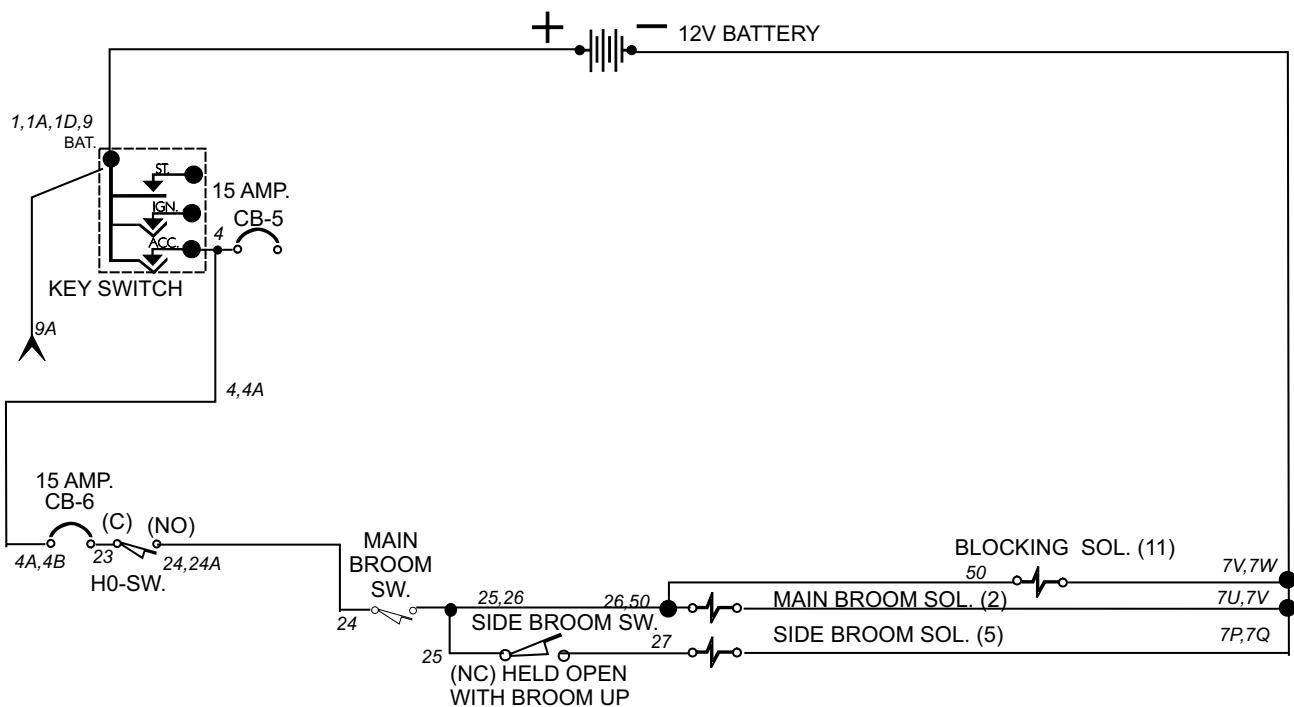 +
−
12V BATTERY
1,1A,1D,9
BAT.
ST.
15 AMP.
IGN.
CB-5
4
ACC.
KEY SWITCH
9A
4,4A
15 AMP.
CB-6
(C)
(NO)
4A,4B
23
24,24A
H0-SW.
MAIN
BROOM
SW.
24
BLOCKING SOL. (11)
50
7V,7W
25,26
26,50
MAIN BROOM SOL. (2)
7U,7V
SIDE BROOM SW.
25
27
SIDE BROOM SOL. (5)
7P,7Q
(NC) HELD OPEN
WITH BROOM UP